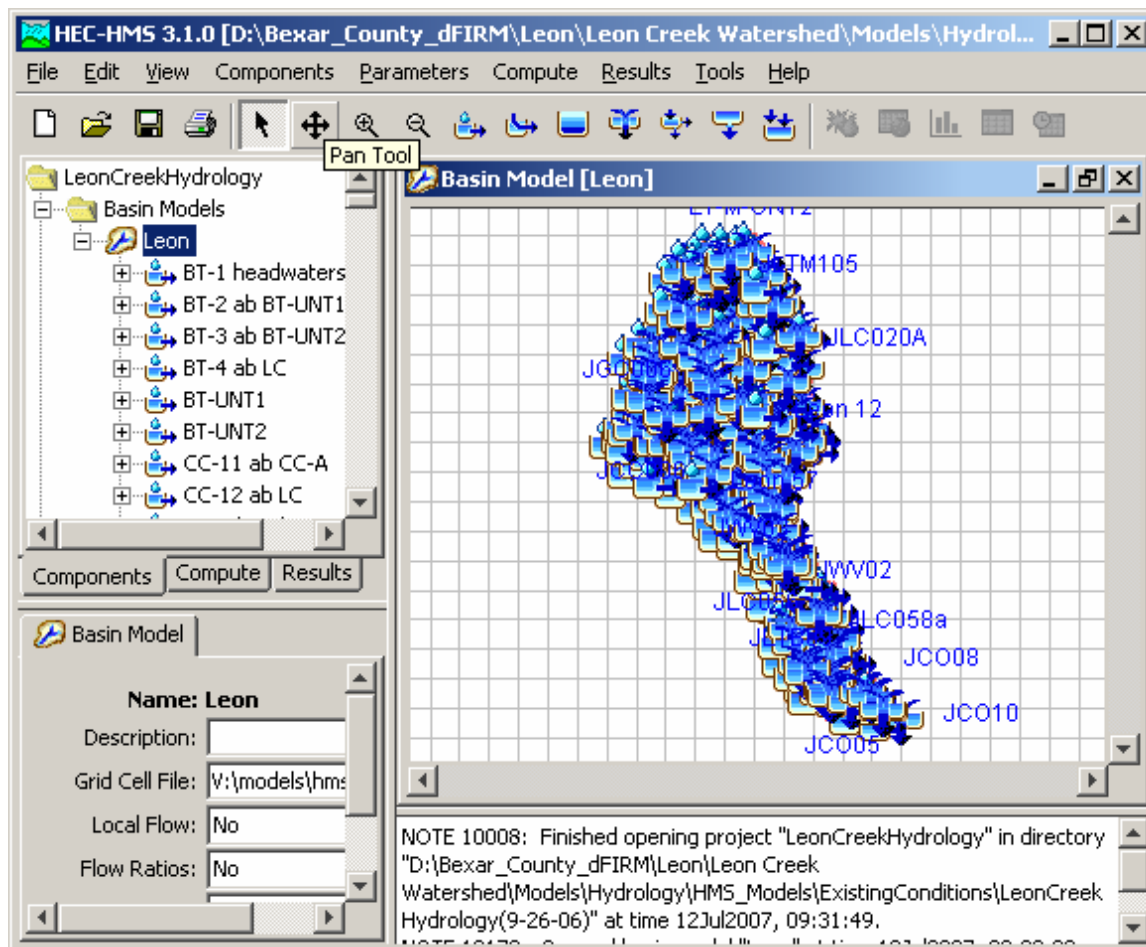 HEC-HMS 3.1.0 [D:\Bexar_County_dFIRM\Leon\Leon Creek Watershed\Models\Hydrol...
File Edit View Components Parameters Compute Results Tools Help
Pan Tool
LeonCreekHydrology
Basin Models
Leon
BT-1 headwaters
BT-2 ab BT-UNT1
BT-3 ab BT-UNT2
BT-4 ab LC
BT-UNT1
BT-UNT2
CC-11 ab CC-A
CC-12 ab LC
Components Compute Results
Basin Model
Name: Leon
Description:
Grid Cell File: V:\models\hms
Local Flow: No
Flow Ratios: No
Basin Model [Leon]
JLC020A
12
JWV02
JLC058a
JCO08
JCO10
JCO05
NOTE 10008: Finished opening project "LeonCreekHydrology" in directory
"D:\Bexar_County_dFIRM\Leon\Leon Creek
Watershed\Models\Hydrology\HMS_Models\ExistingConditions\LeonCreek
Hydrology(9-26-06)" at time 12Jul2007, 09:31:49.